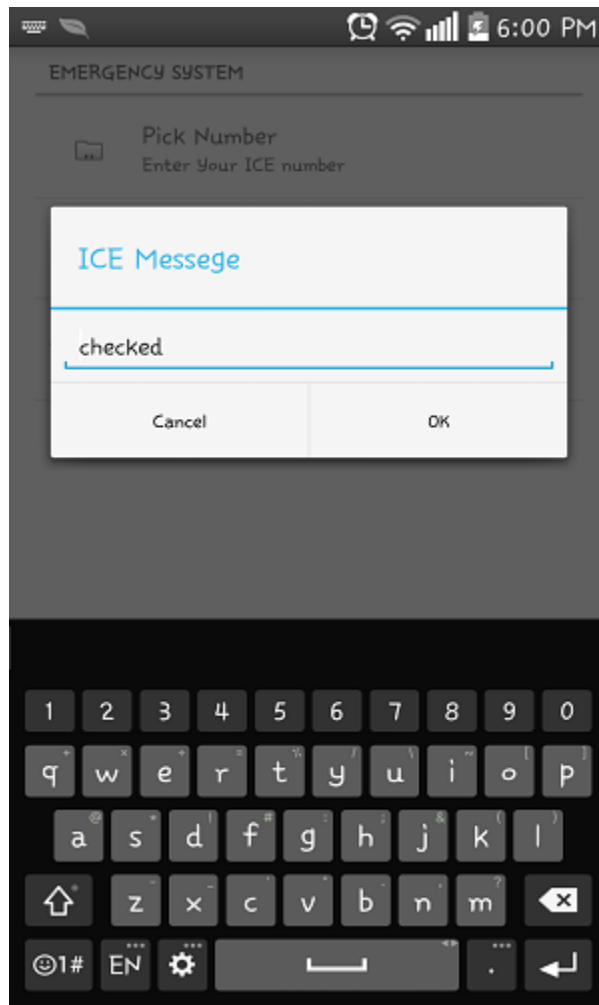 6:00 PM
EMERGENCY SYSTEM
Pick Number
Enter Your ICE number
ICE Messege
checked
Cancel OK
1 2 3 4 5 6 7 8 9 0
q w e r t y u i o p
a s d f g h j k l
z x c v b n m
☺1# EN .